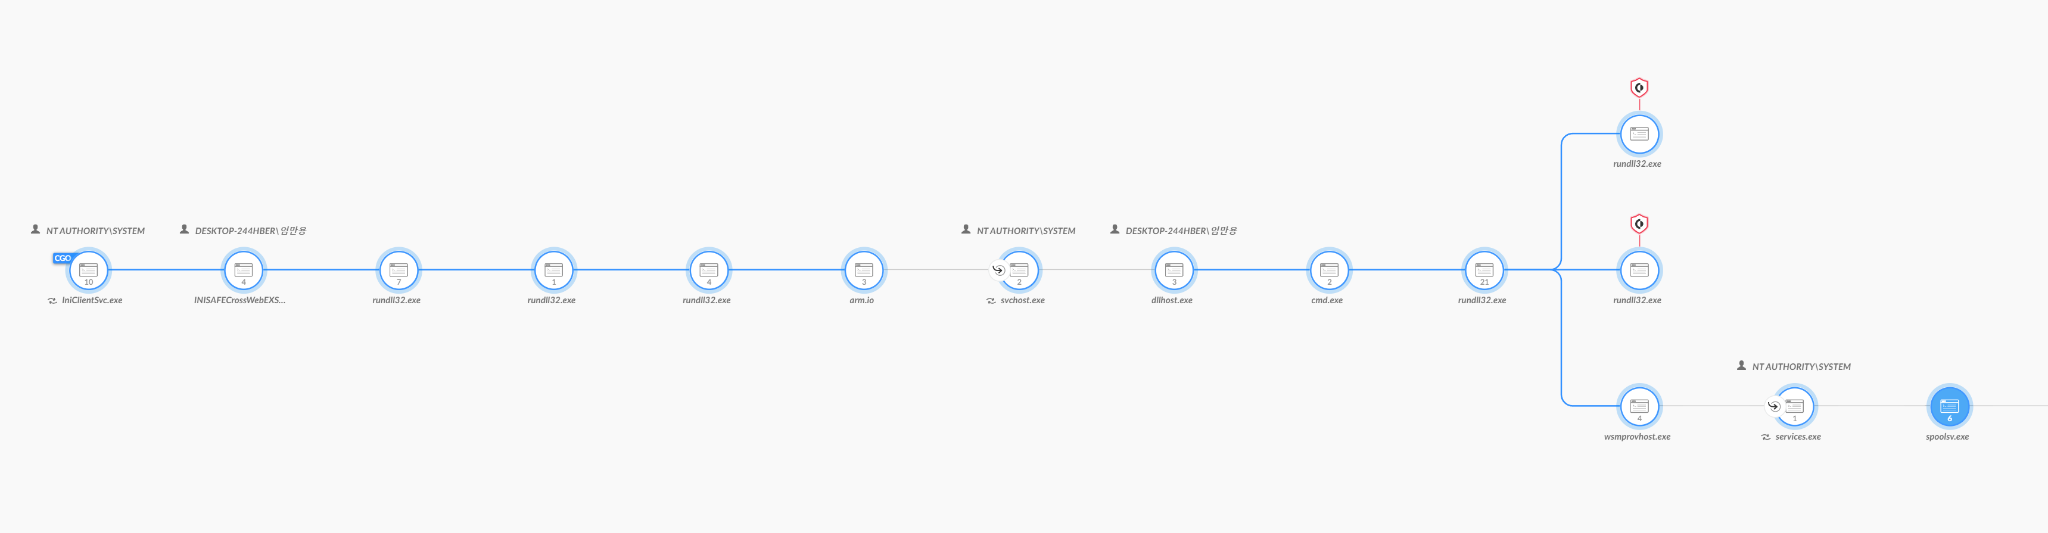 NT AUTHORITY\SYSTEM
DESKTOP-244HBER\임만용
CGO
10
IniClientSvc.exe
4
INISAFECrossWebEXS...
7
rundll32.exe
1
rundll32.exe
4
rundll32.exe
3
arm.io
NT AUTHORITY\SYSTEM
2
svchost.exe
DESKTOP-244HBER\임만용
3
dllhost.exe
2
cmd.exe
21
rundll32.exe
rundll32.exe
rundll32.exe
4
wsmprovhost.exe
NT AUTHORITY\SYSTEM
1
services.exe
6
spoolsv.exe